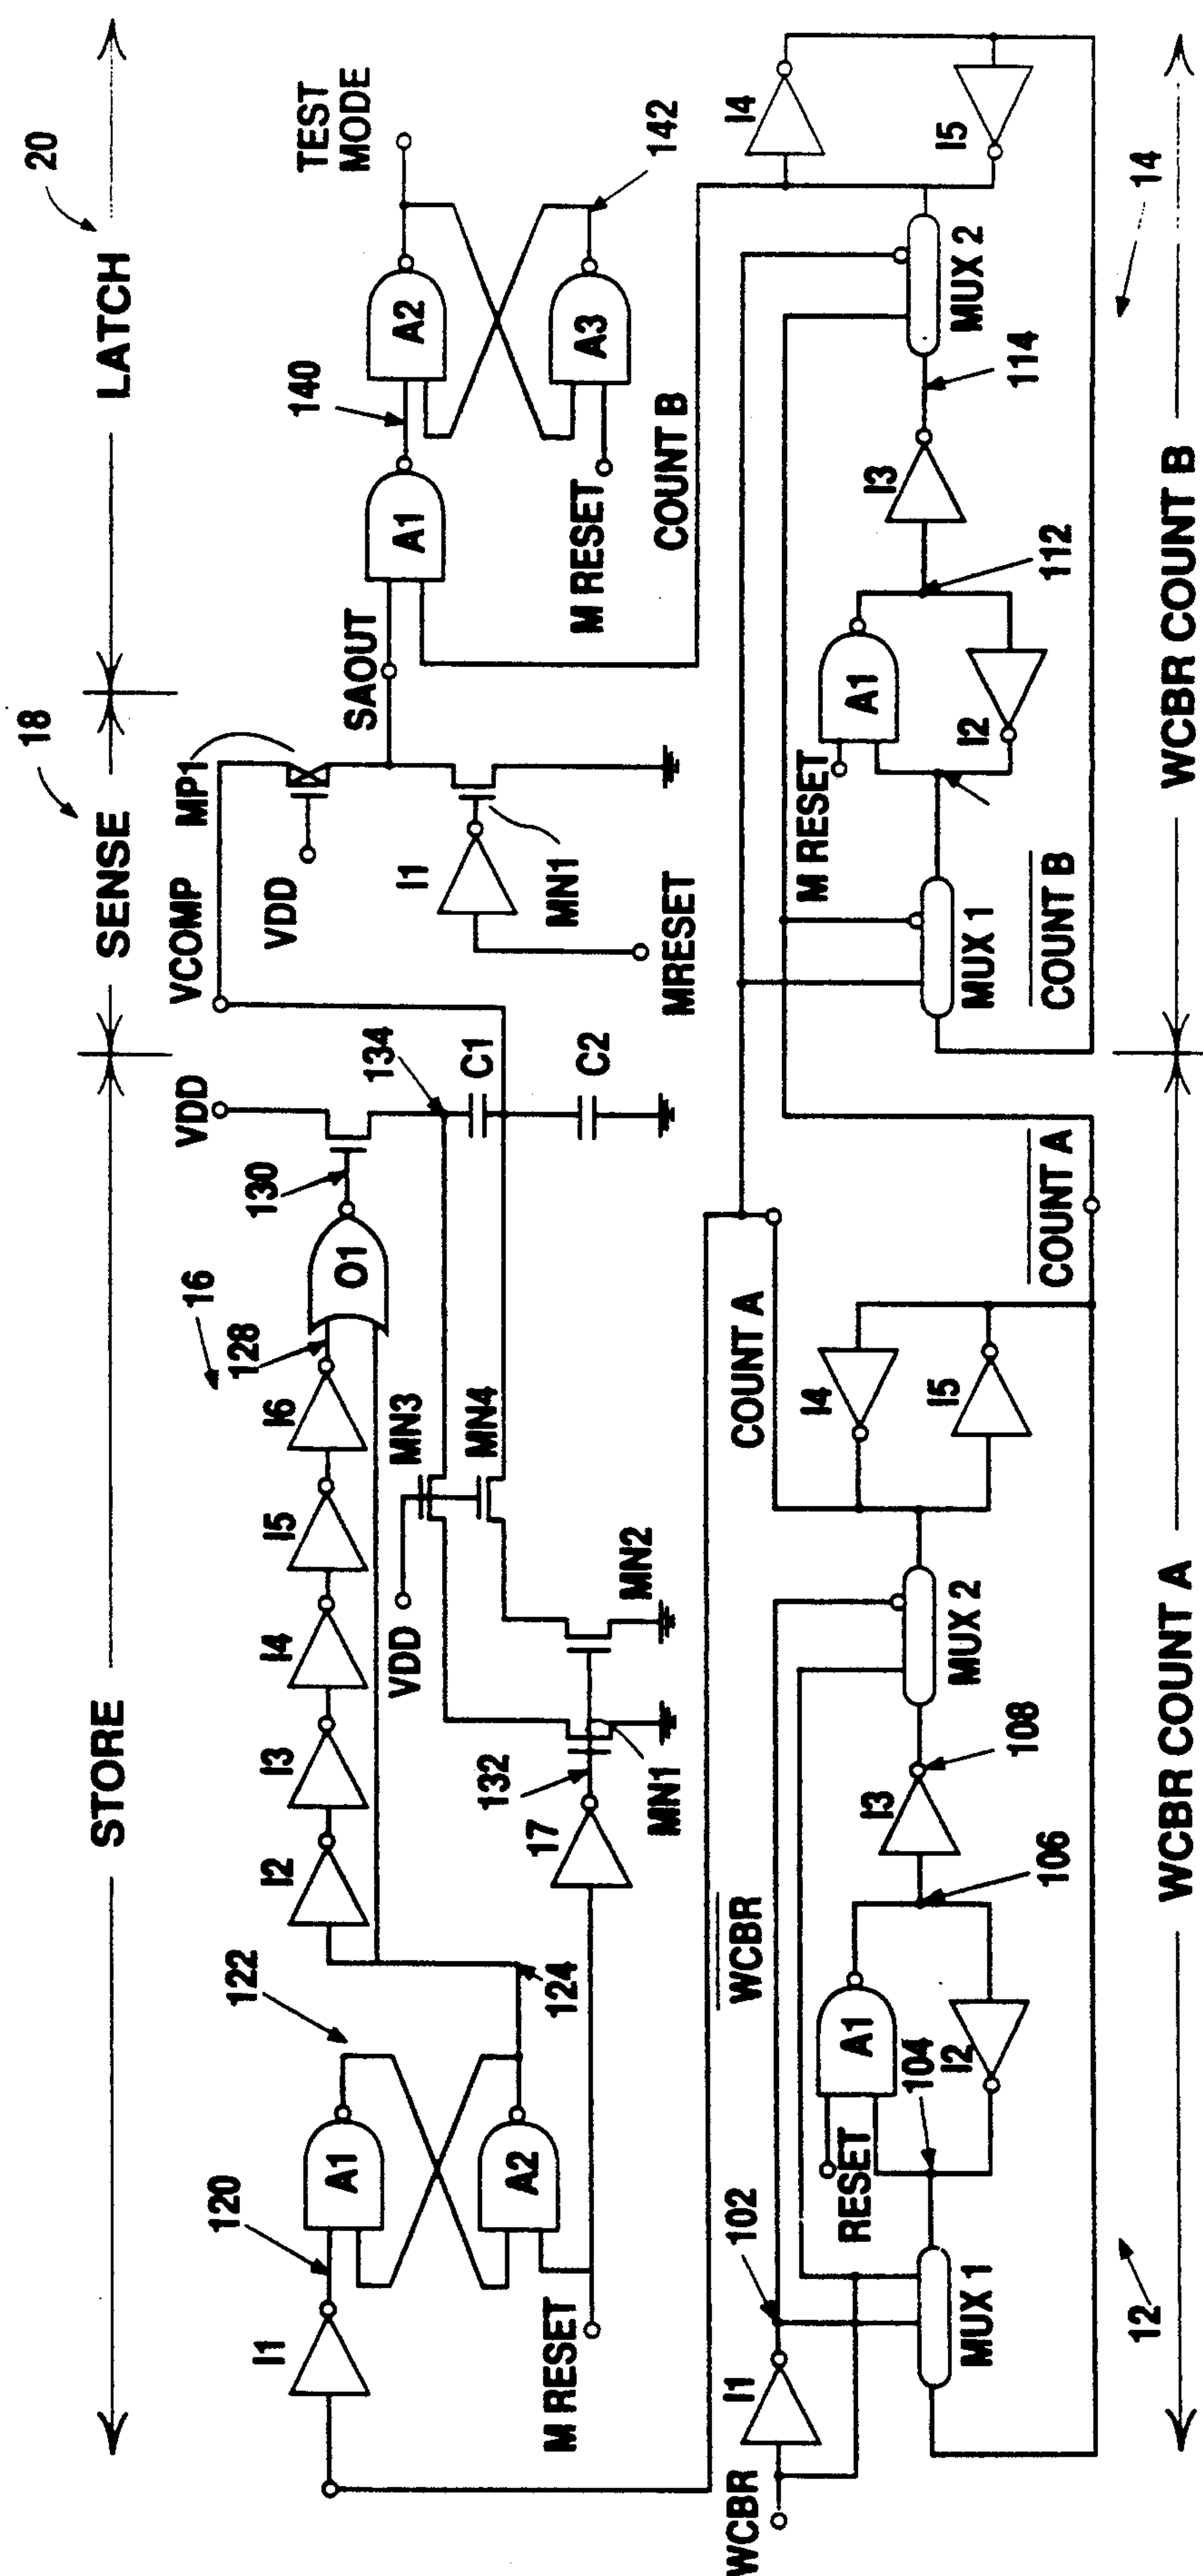 STORE
SENSE
LATCH
16
18
20
I1
120
A1
122
A2
M RESET
124
I2
I3
I4
I5
I6
128
O1
130
VDD
134
C1
C2
VDD
MN3
MN4
17
132
MN1
MN2
VCOMP
MP1
VDD
I1
MN1
MRESET
SAOUT
A1
140
A2
TEST
MODE
A3
M RESET
142
COUNT B
WCBR
I1
102
WCBR
MUX 1
RESET
104
A1
I2
106
I3
108
MUX 2
COUNT A
I4
I5
COUNT A
MUX 1
COUNT B
M RESET
A1
I2
112
I3
114
MUX 2
I4
I5
12
14
WCBR COUNT A
WCBR COUNT B